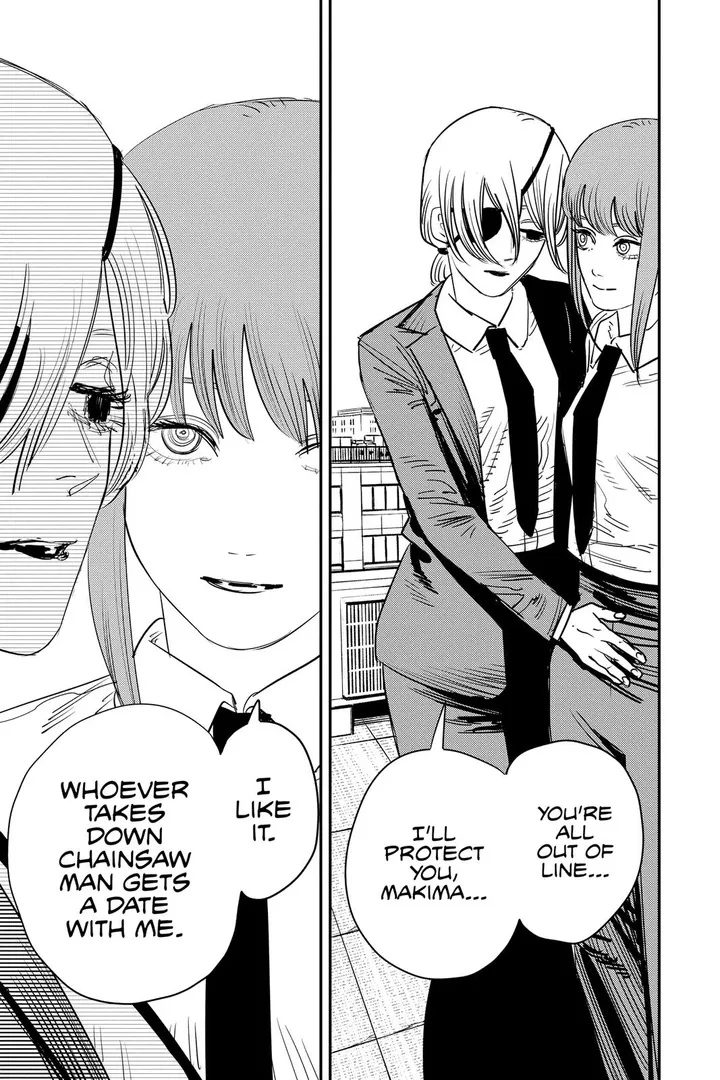 YOU'RE
ALL
OUT OF
LINE...
I'LL
PROTECT
YOU,
MAKIMA...
I
LIKE
IT.
WHOEVER
TAKES
DOWN
CHAINSAW
MAN GETS
A DATE
WITH ME.